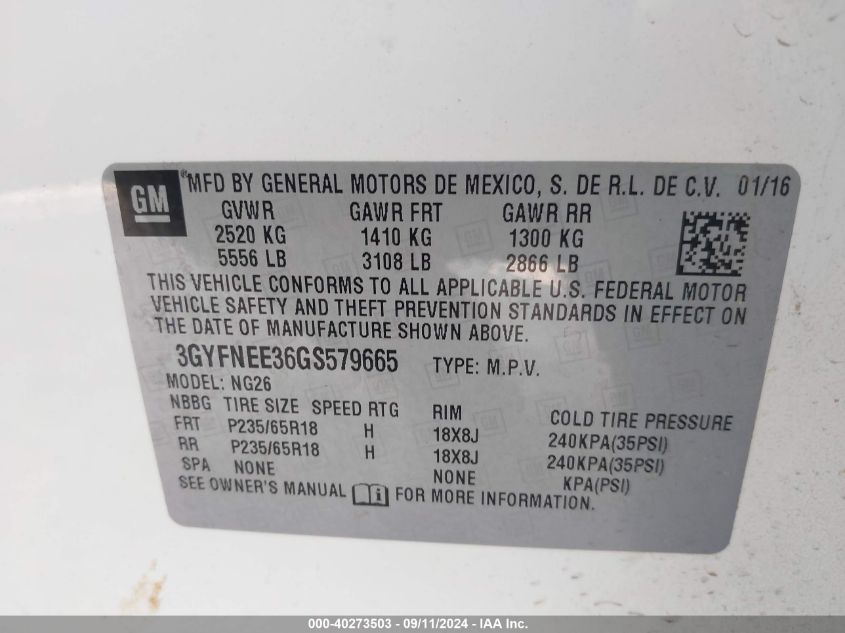 GM ®MFD BY GENERAL MOTORS DE MEXICO, S. DE R.L. DE C.V. 01/16
GVWR GAWR FRT GAWR RR
2520 KG 1410 KG 1300 KG
5556 LB 3108 LB 2866 LB
THIS VEHICLE CONFORMS TO ALL APPLICABLE U.S. FEDERAL MOTOR
VEHICLE SAFETY AND THEFT PREVENTION STANDARDS IN EFFECT ON
THE DATE OF MANUFACTURE SHOWN ABOVE.
3GYFNEE36GS579665 TYPE: M.P.V.
MODEL: NG26
NBBG TIRE SIZE SPEED RTG RIM COLD TIRE PRESSURE
FRT P235/65R18 H 18X8J 240KPA(35PSI)
RR P235/65R18 H 18X8J 240KPA(35PSI)
SPA NONE NONE KPA(PSI)
SEE OWNER'S MANUAL FOR MORE INFORMATION.
000-40273503 - 09/11/2024 - IAA Inc.